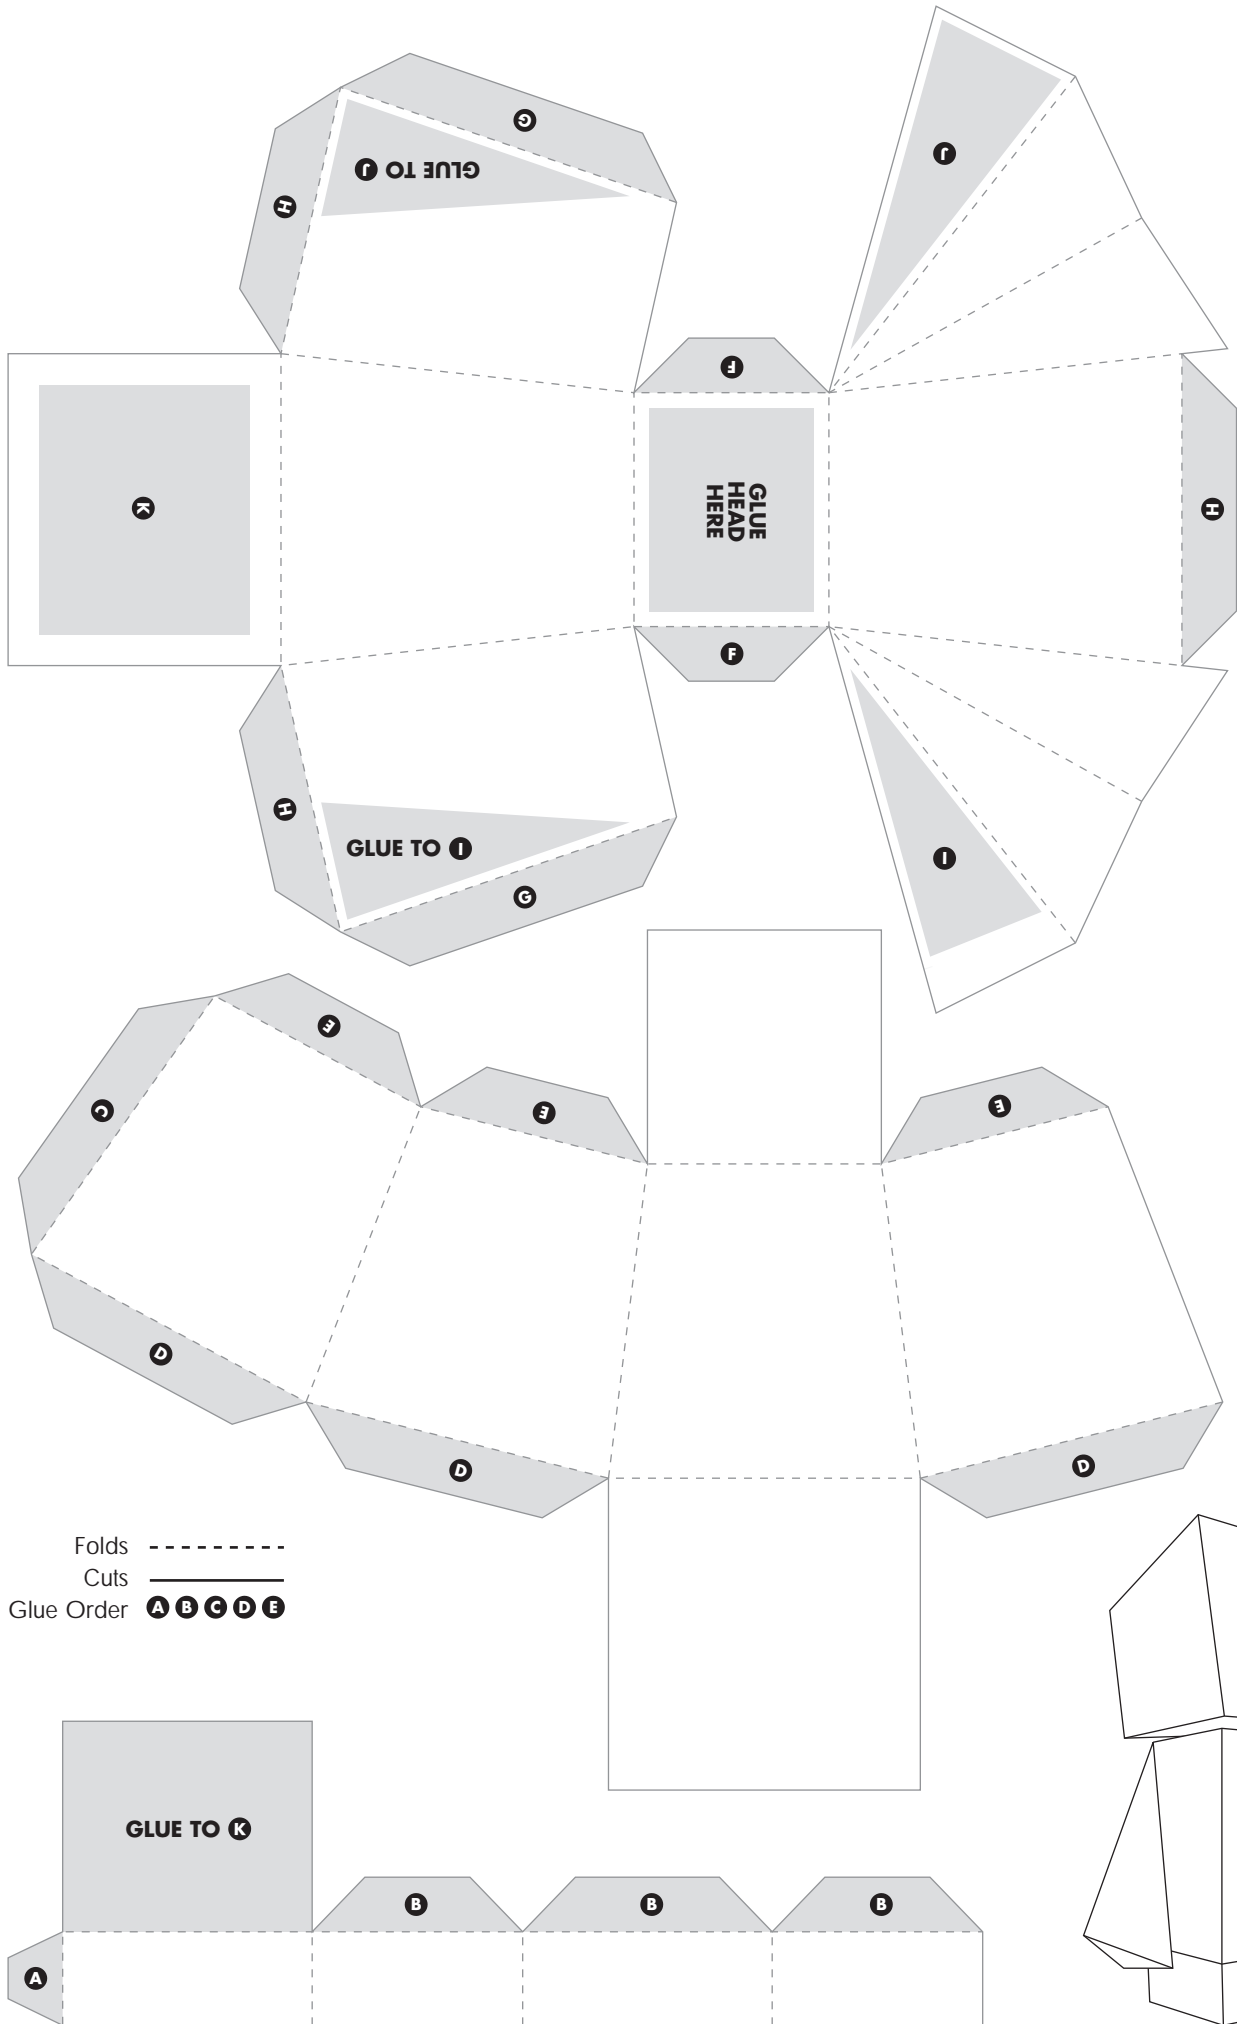 G
J
GLUE TO J
H
F
K
GLUE
HEAD
HERE
H
F
H
GLUE TO I
I
G
E
C
E
E
D
D
D
Folds
Cuts
Glue Order A B C D E
GLUE TO K
B
B
B
A